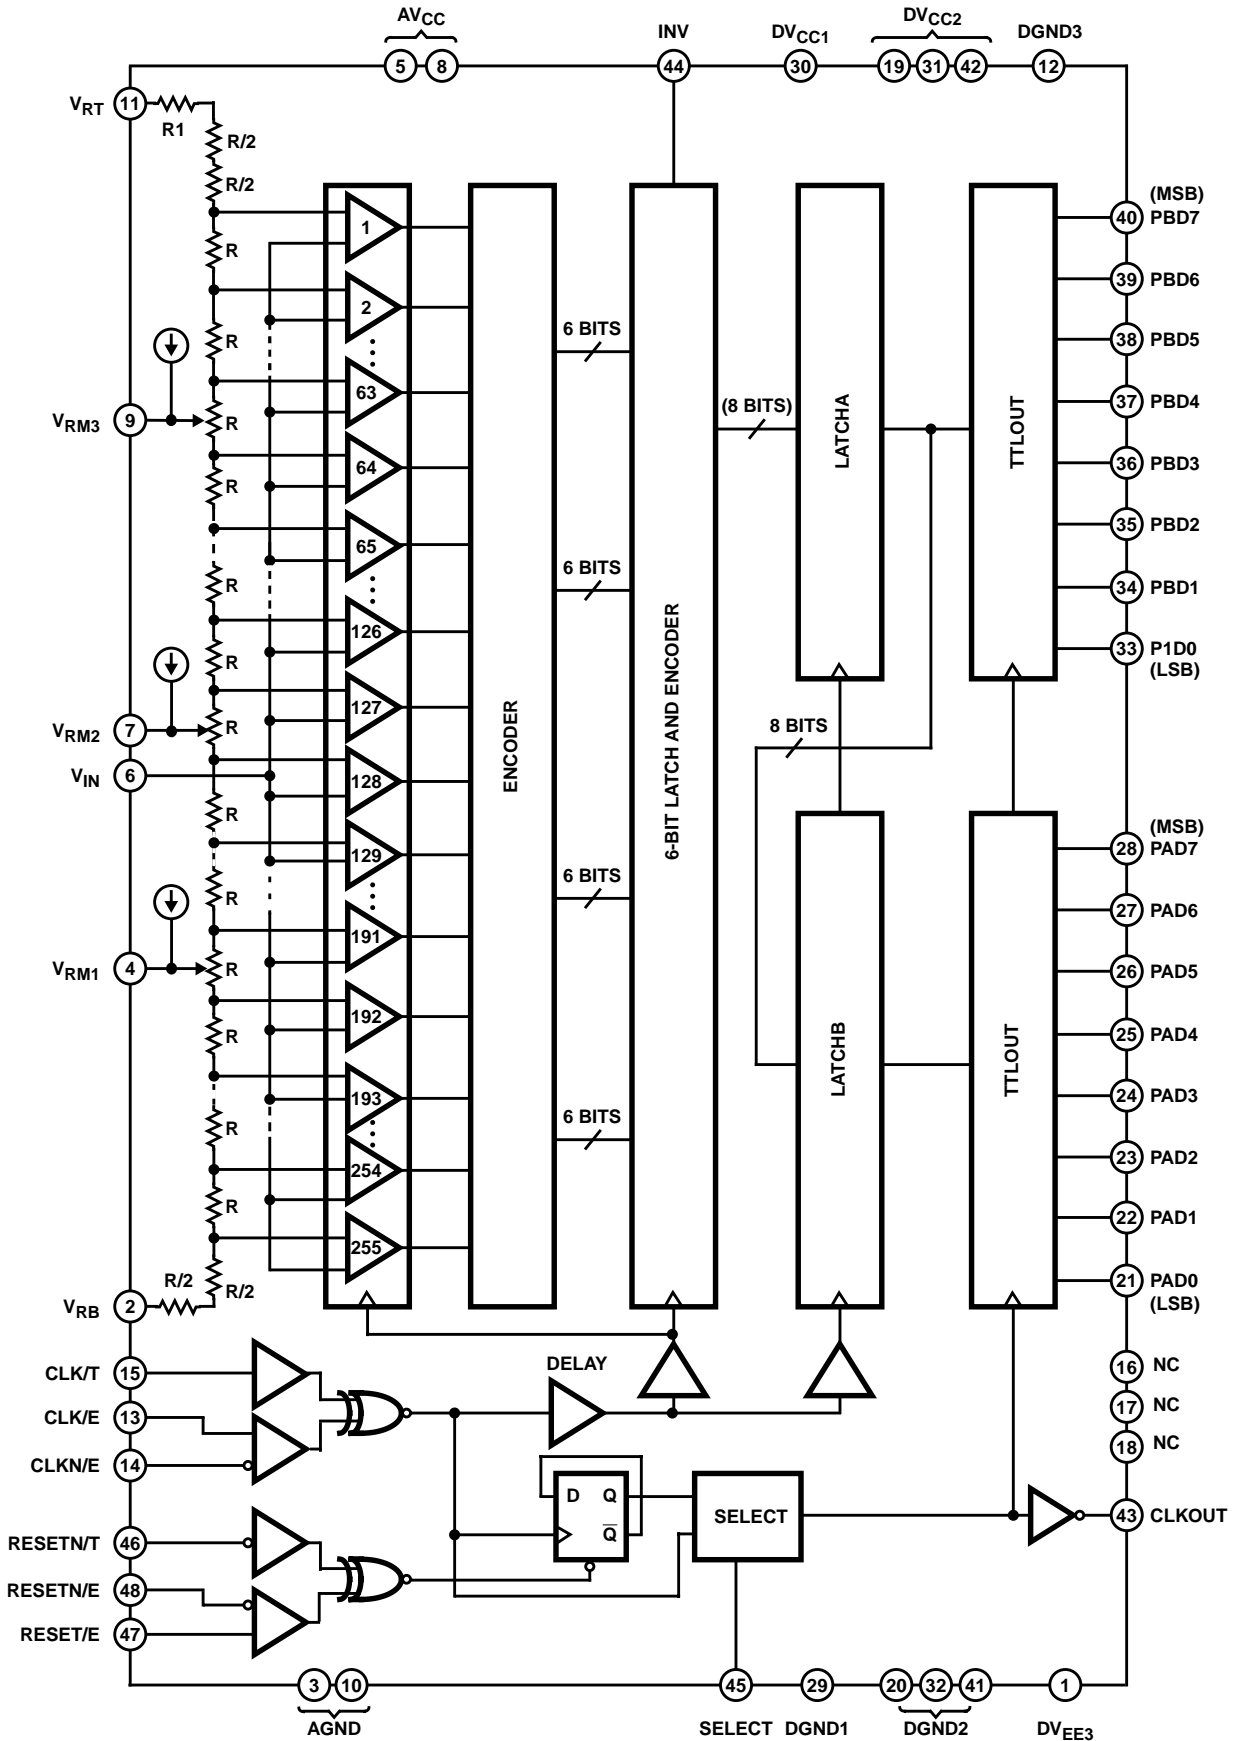 AVCC INV DVCC1 DVCC2 DGND3
5 8 44 30 19 31 42 12
VRT 11 R1
R/2
R/2
(MSB)
1 40 PBD7
R
39 PBD6
2
6 BITS
R 38 PBD5
63 37 PBD4
VRM3 9 R (8 BITS)
LATCHA
TTLOUT
64 36 PBD3
R
65 35 PBD2
6 BITS
R 34 PBD1
126 33 P1D0
(LSB)
R
127
VRM2 7 R 8 BITS
VIN 6
128
ENCODER
6-BIT LATCH AND ENCODER
R
(MSB)
129 28 PAD7
6 BITS
R 27 PAD6
191
VRM1 4 R 26 PAD5
192 25 PAD4
R
LATCHB
TTLOUT
193 24 PAD3
R 6 BITS
254 23 PAD2
R
22 PAD1
255
R/2 R/2 21 PAD0
VRB 2 (LSB)
CLK/T 15 DELAY 16 NC
CLK/E 13 17 NC
CLKN/E 14 18 NC
D Q
SELECT 43 CLKOUT
Q
RESETN/T 46
RESETN/E 48
RESET/E 47
3 10 45 29 20 32 41 1
AGND SELECT DGND1 DGND2 DVEE3